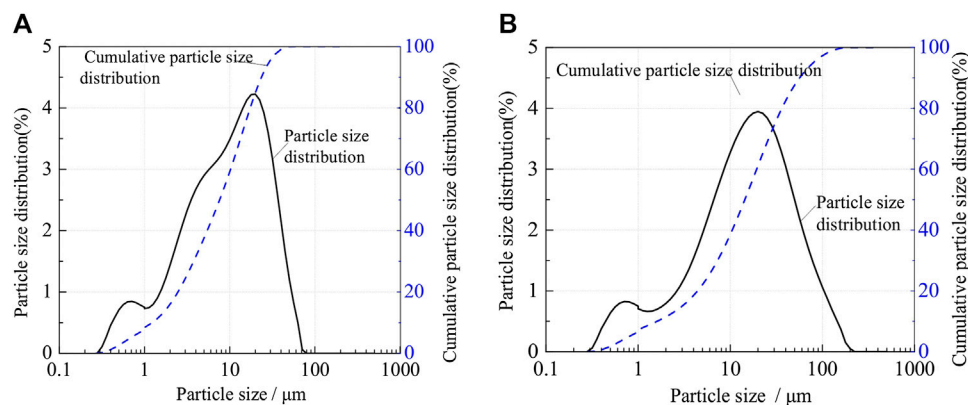 A
Cumulative particle size
distribution
Particle size
distribution
Particle size distribution(%)
5
4
3
2
1
0
Cumulative particle size distribution(%)
100
80
60
40
20
0
0.1
1
10
100
1000
Particle size / μm
B
Cumulative particle size distribution
Particle size
distribution
Particle size distribution(%)
5
4
3
2
1
0
Cumulative particle size distribution(%)
100
80
60
40
20
0
0.1
1
10
100
1000
Particle size / μm